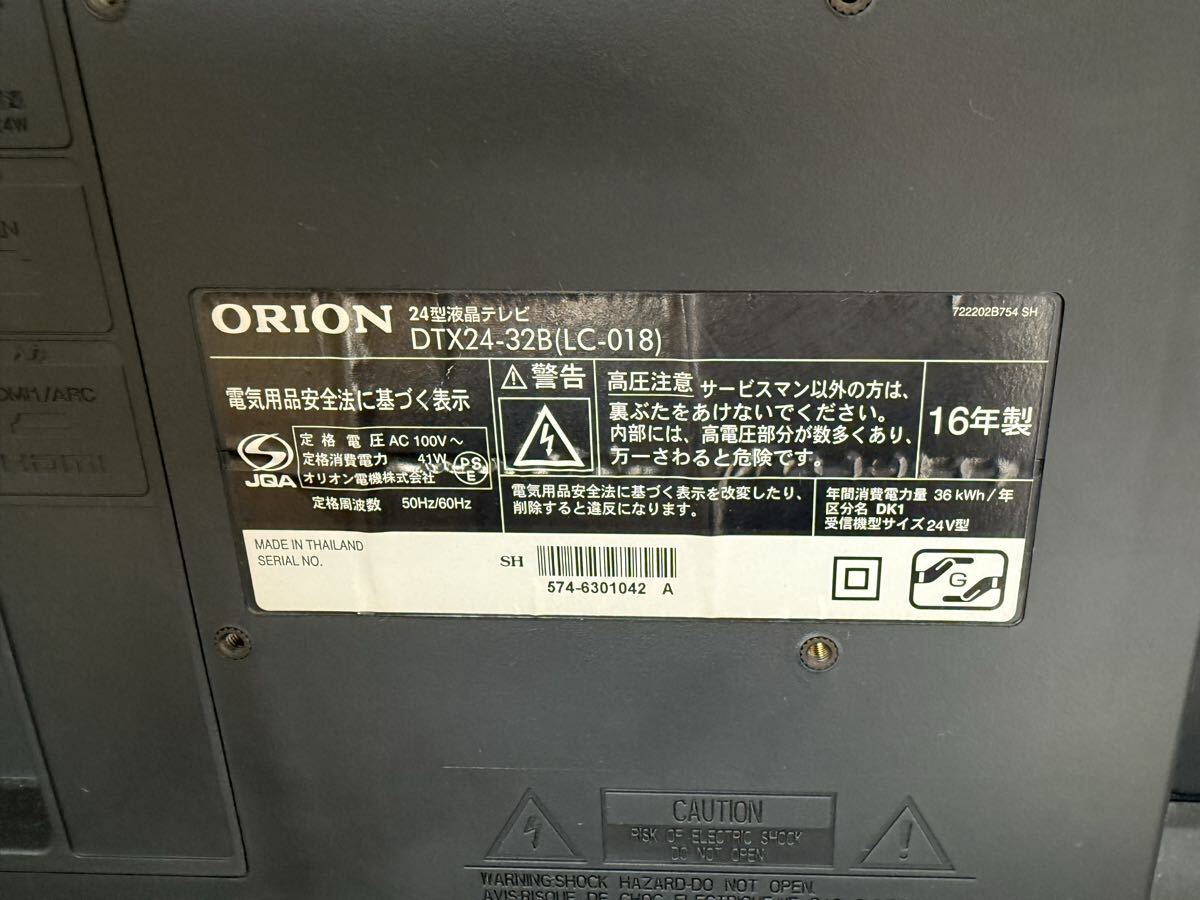 4W
OMH/ARC
ORION
24型液晶テレビ
DTX24-32B(LC-018)
722202B754 SH
電気用品安全法に基づく表示
JQA
定格電圧 AC 100V～
定格消費電力 41W
オリオン電機株式会社
PS E
定格周波数 50Hz/60Hz
⚠ 警告
高圧注意 サービスマン以外の方は、
裏ぶたをあけないでください。
内部には、高電圧部分が数多くあり、
万一さわると危険です。
16年製
電気用品安全法に基づく表示を改変したり、
削除すると違反になります。
年間消費電力量 36 kWh/年
区分名 DK1
受信機型サイズ 24V型
MADE IN THAILAND
SERIAL NO.
SH
574-6301042 A
G
CAUTION
RISK OF ELECTRIC SHOCK
DO NOT OPEN
WARNING:SHOCK HAZARD-DO NOT OPEN.
AVIS:RISQUE DE CHOC ELECTRIQUE-NE